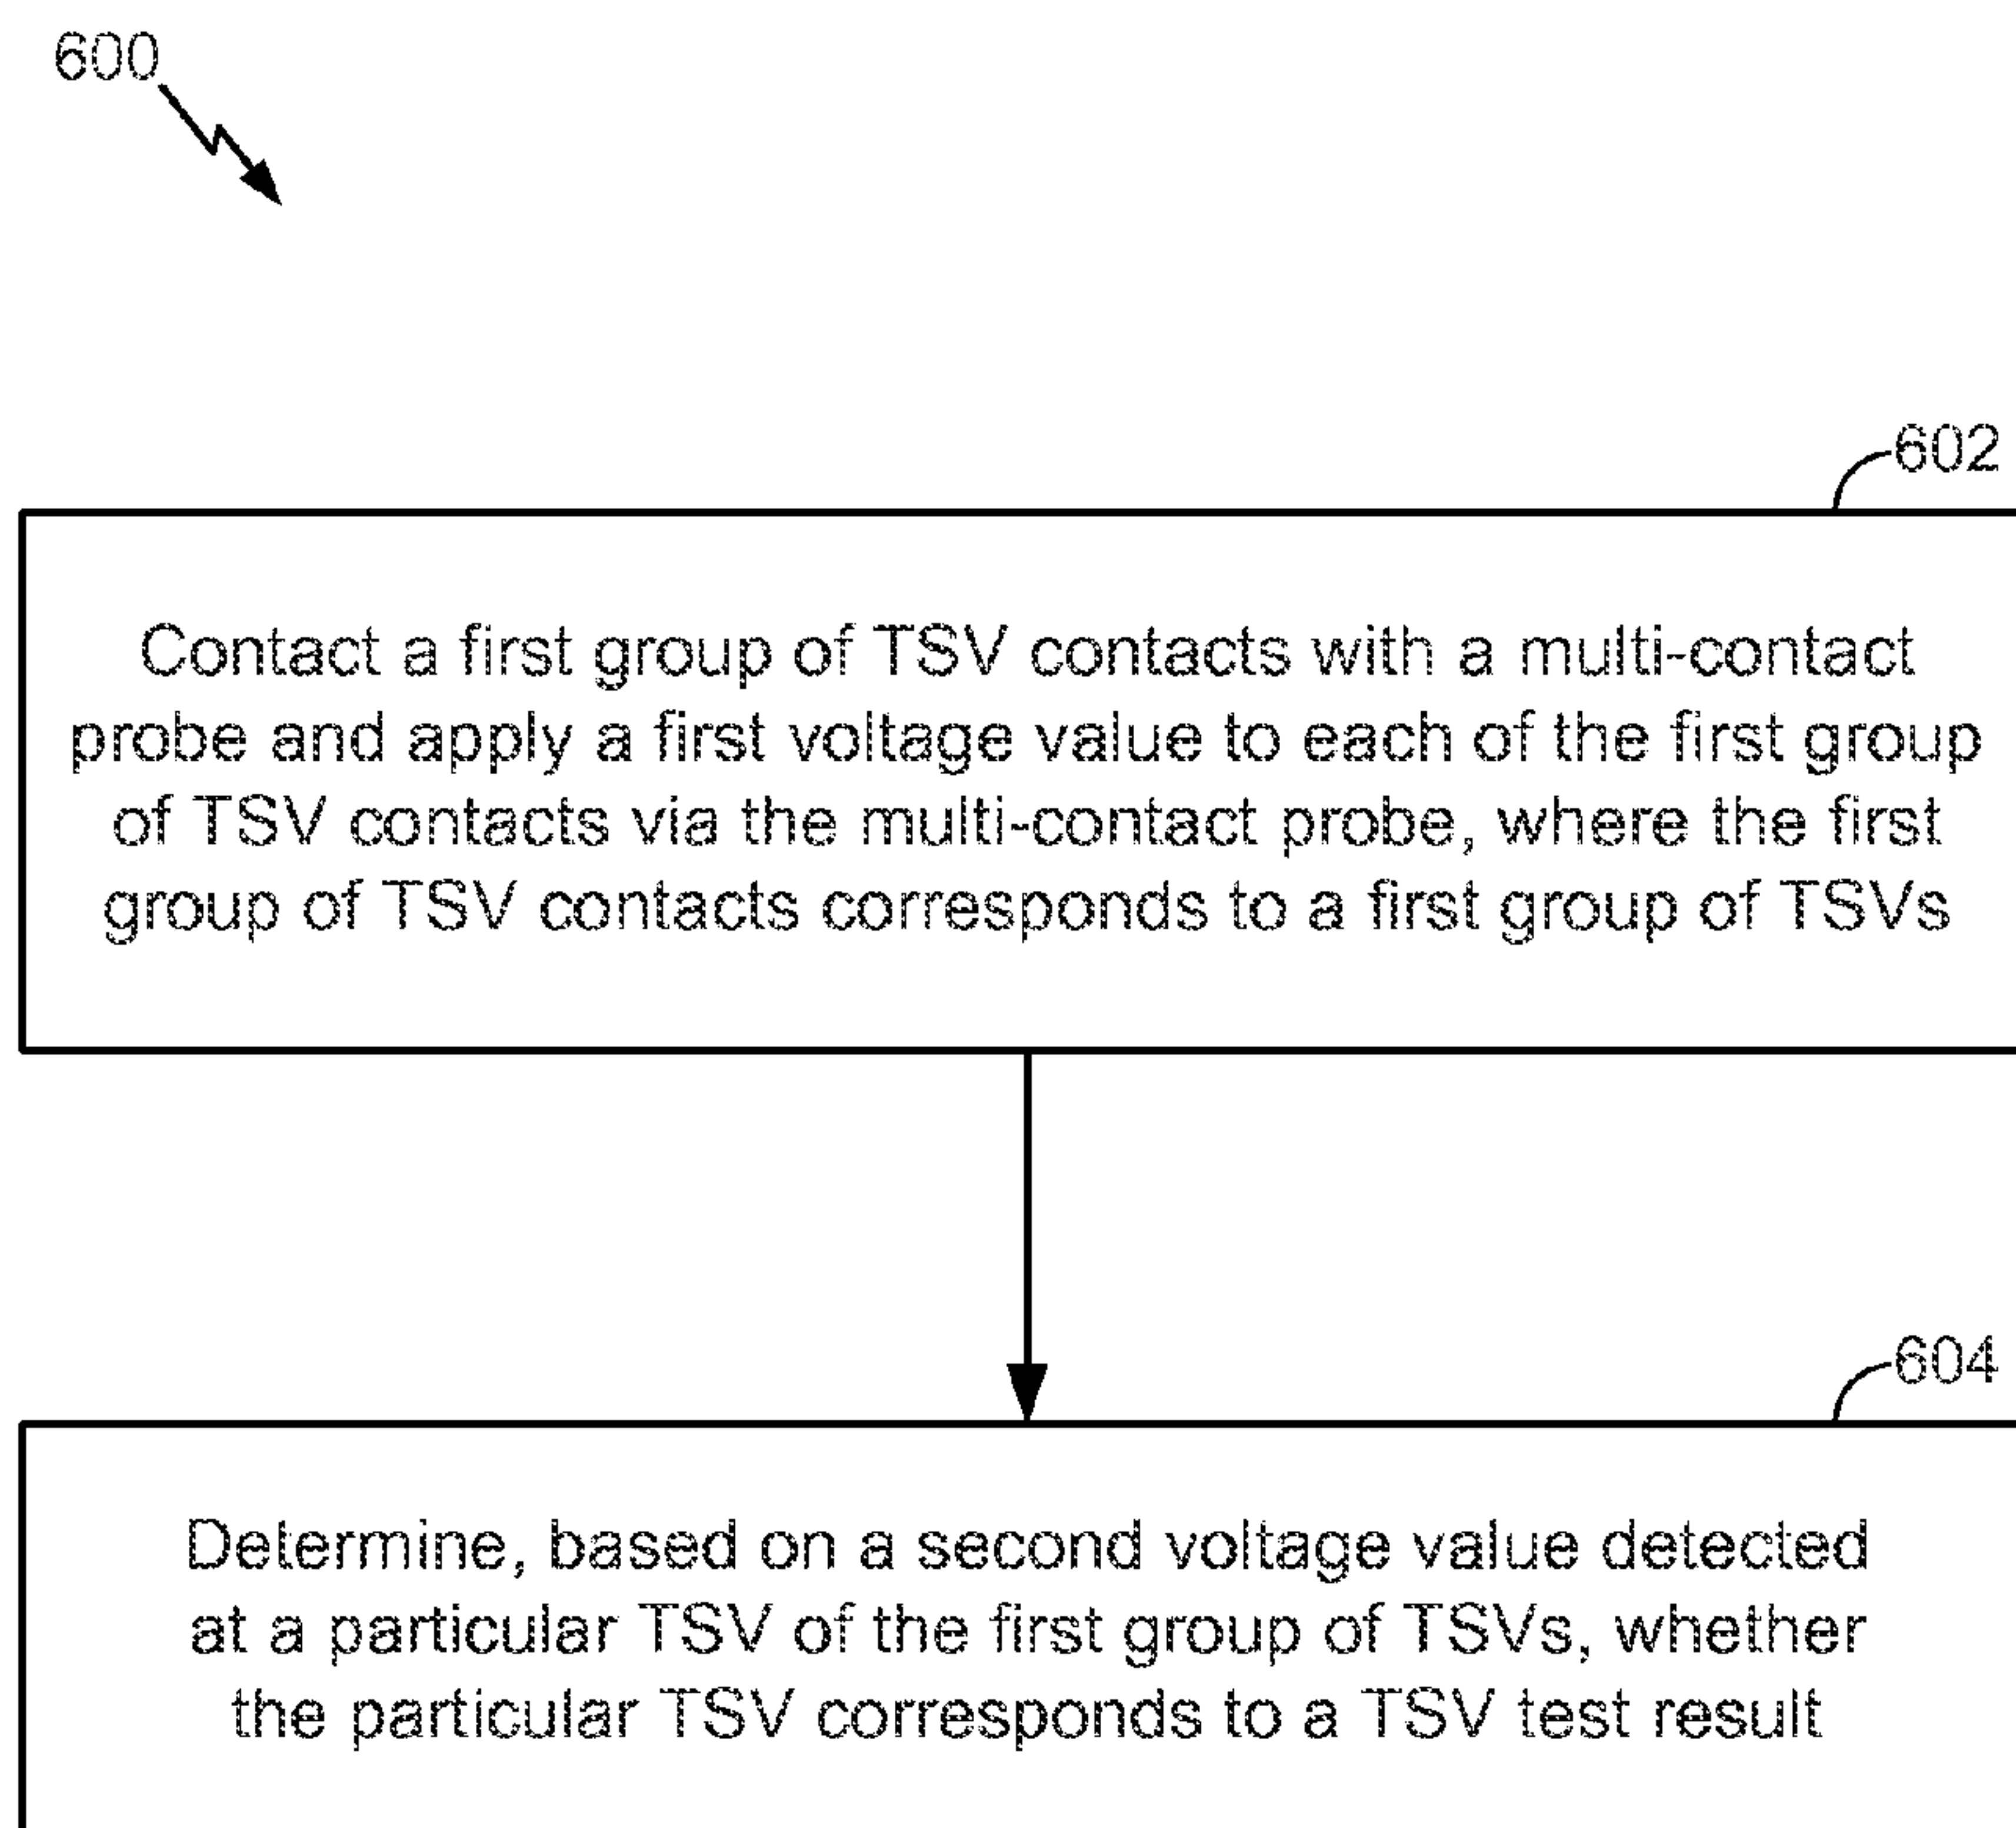 600
602
Contact a first group of TSV contacts with a multi-contact
probe and apply a first voltage value to each of the first group
of TSV contacts via the multi-contact probe, where the first
group of TSV contacts corresponds to a first group of TSVs
604
Determine, based on a second voltage value detected
at a particular TSV of the first group of TSVs, whether
the particular TSV corresponds to a TSV test result